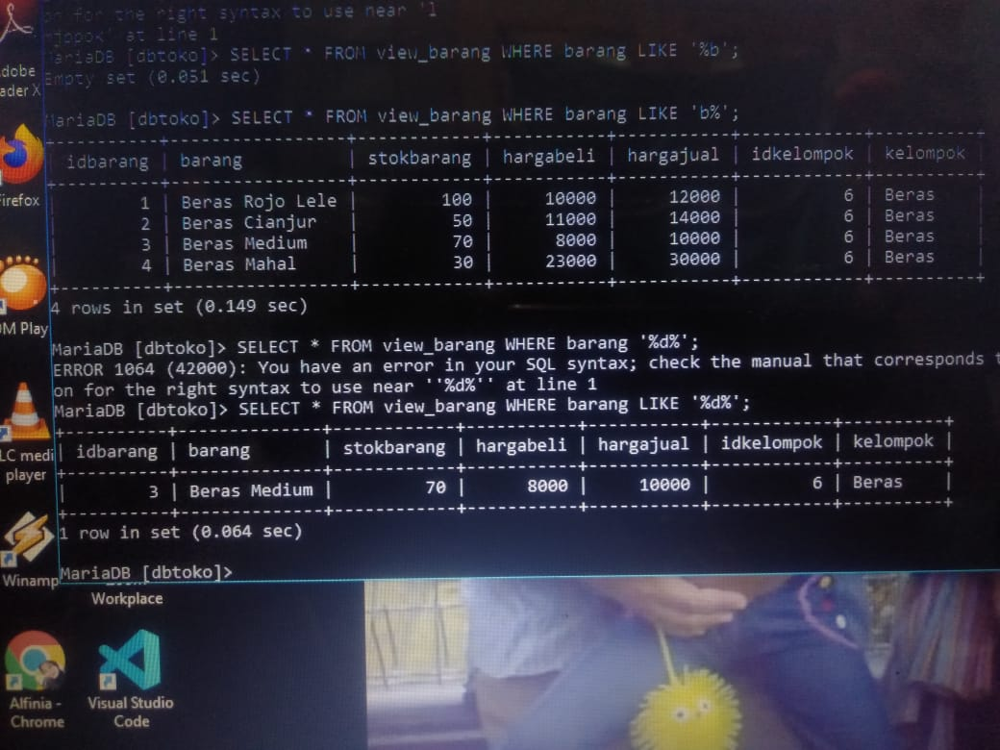 on for the right syntax to use near '1
at line 1
MariaDB [dbtoko]> SELECT * FROM view_barang WHERE barang LIKE '%b';
Empty set (0.051 sec)
MariaDB [dbtoko]> SELECT * FROM view_barang WHERE barang LIKE 'b%';
| idbarang | barang | stokbarang | hargabeli | hargajual | idkelompok | kelompok |
| 1 | Beras Rojo Lele | 100 | 10000 | 12000 | 6 | Beras |
| 2 | Beras Cianjur | 50 | 11000 | 14000 | 6 | Beras |
| 3 | Beras Medium | 70 | 8000 | 10000 | 6 | Beras |
| 4 | Beras Mahal | 30 | 23000 | 30000 | 6 | Beras |
4 rows in set (0.149 sec)
MariaDB [dbtoko]> SELECT * FROM view_barang WHERE barang '%d%';
ERROR 1064 (42000): You have an error in your SQL syntax; check the manual that corresponds t
on for the right syntax to use near ''%d%'' at line 1
MariaDB [dbtoko]> SELECT * FROM view_barang WHERE barang LIKE '%d%';
| idbarang | barang | stokbarang | hargabeli | hargajual | idkelompok | kelompok |
| 3 | Beras Medium | 70 | 8000 | 10000 | 6 | Beras |
1 row in set (0.064 sec)
MariaDB [dbtoko]>
dobe
ader X
irefox
OM Play
LC medi
player
Winamp
Workplace
Alfinia -
Chrome
Visual Studio
Code